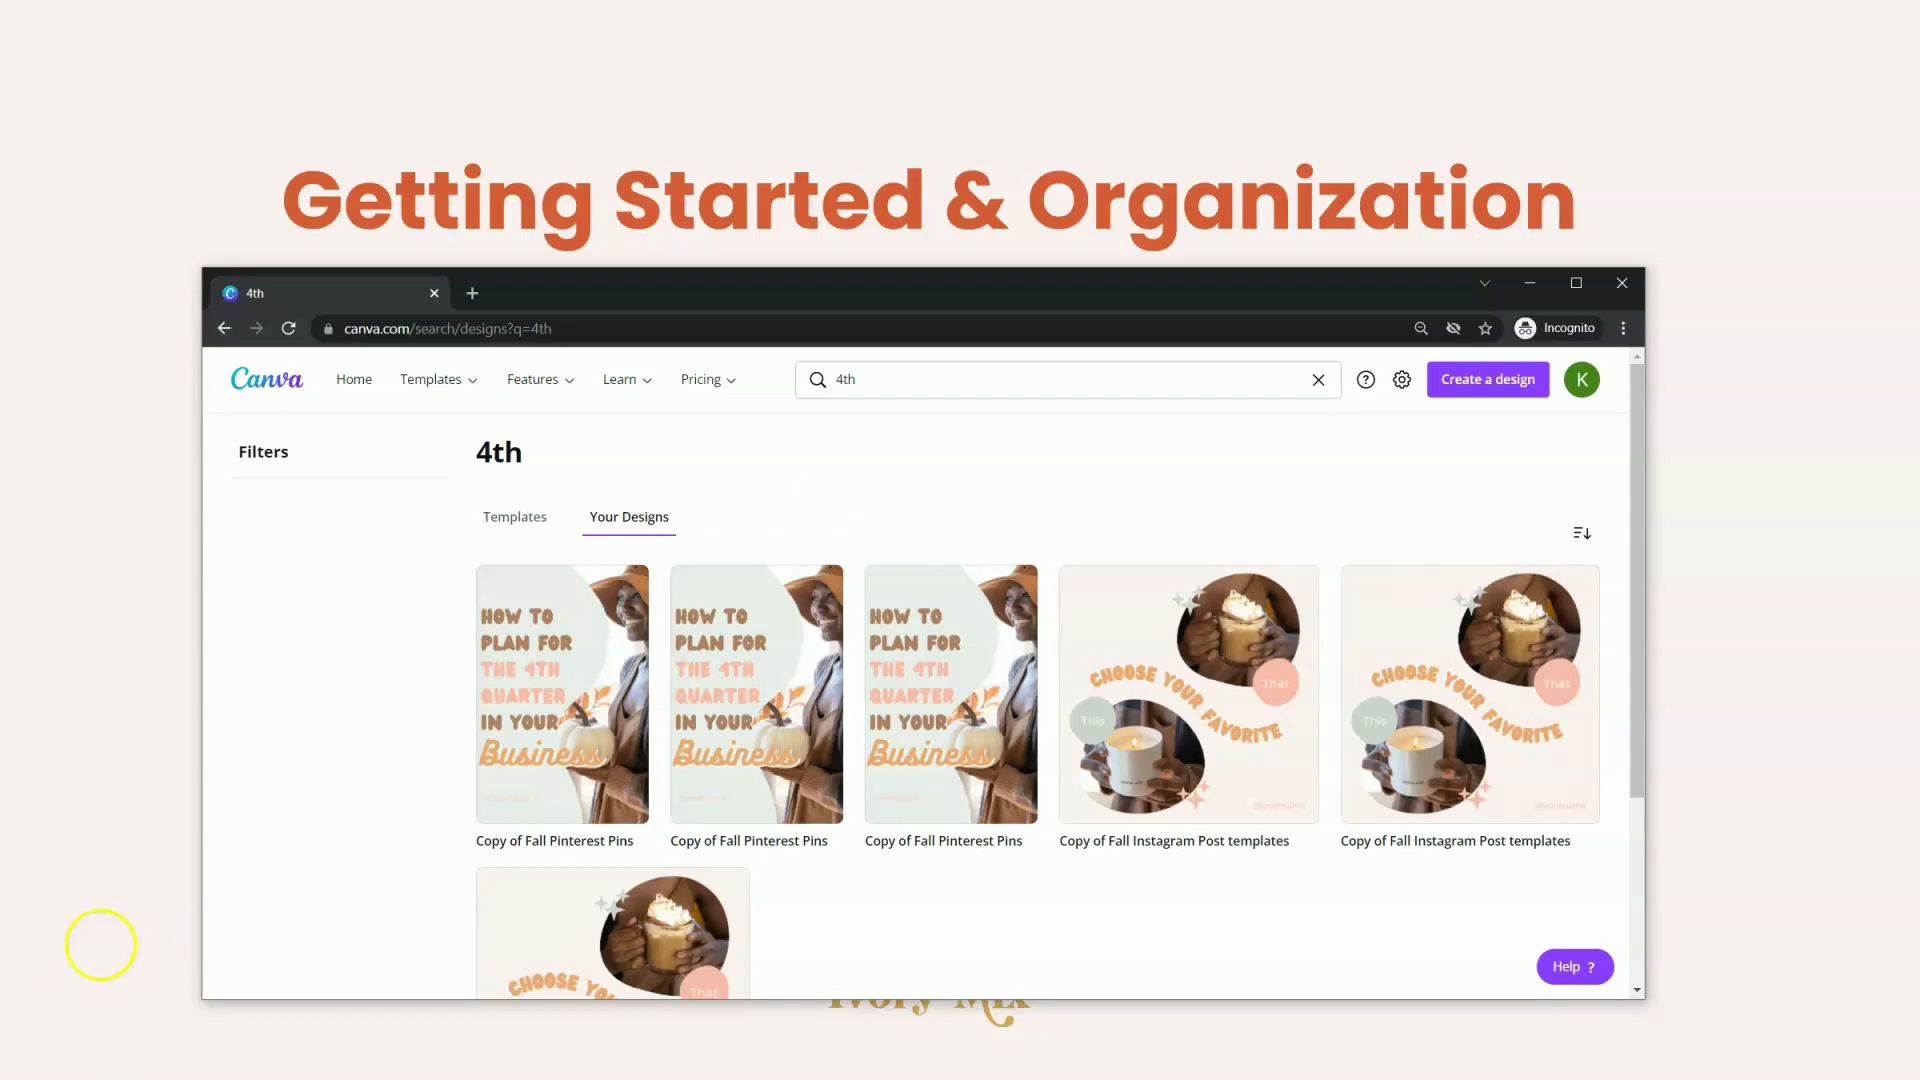 Getting Started & Organization
4th
canva.com/search/designs?q=4th
Incognito
Canva
Home
Templates
Features
Learn
Pricing
4th
Create a design
K
Filters
4th
Templates
Your Designs
HOW TO
PLAN FOR
THE 4TH
QUARTER
IN YOUR
Business
HOW TO
PLAN FOR
THE 4TH
QUARTER
IN YOUR
Business
HOW TO
PLAN FOR
THE 4TH
QUARTER
IN YOUR
Business
CHOOSE YOUR FAVORITE
That
This
CHOOSE YOUR FAVORITE
That
This
Copy of Fall Pinterest Pins
Copy of Fall Pinterest Pins
Copy of Fall Pinterest Pins
Copy of Fall Instagram Post templates
Copy of Fall Instagram Post templates
CHOOSE
That
Help ?
Ivory Mix